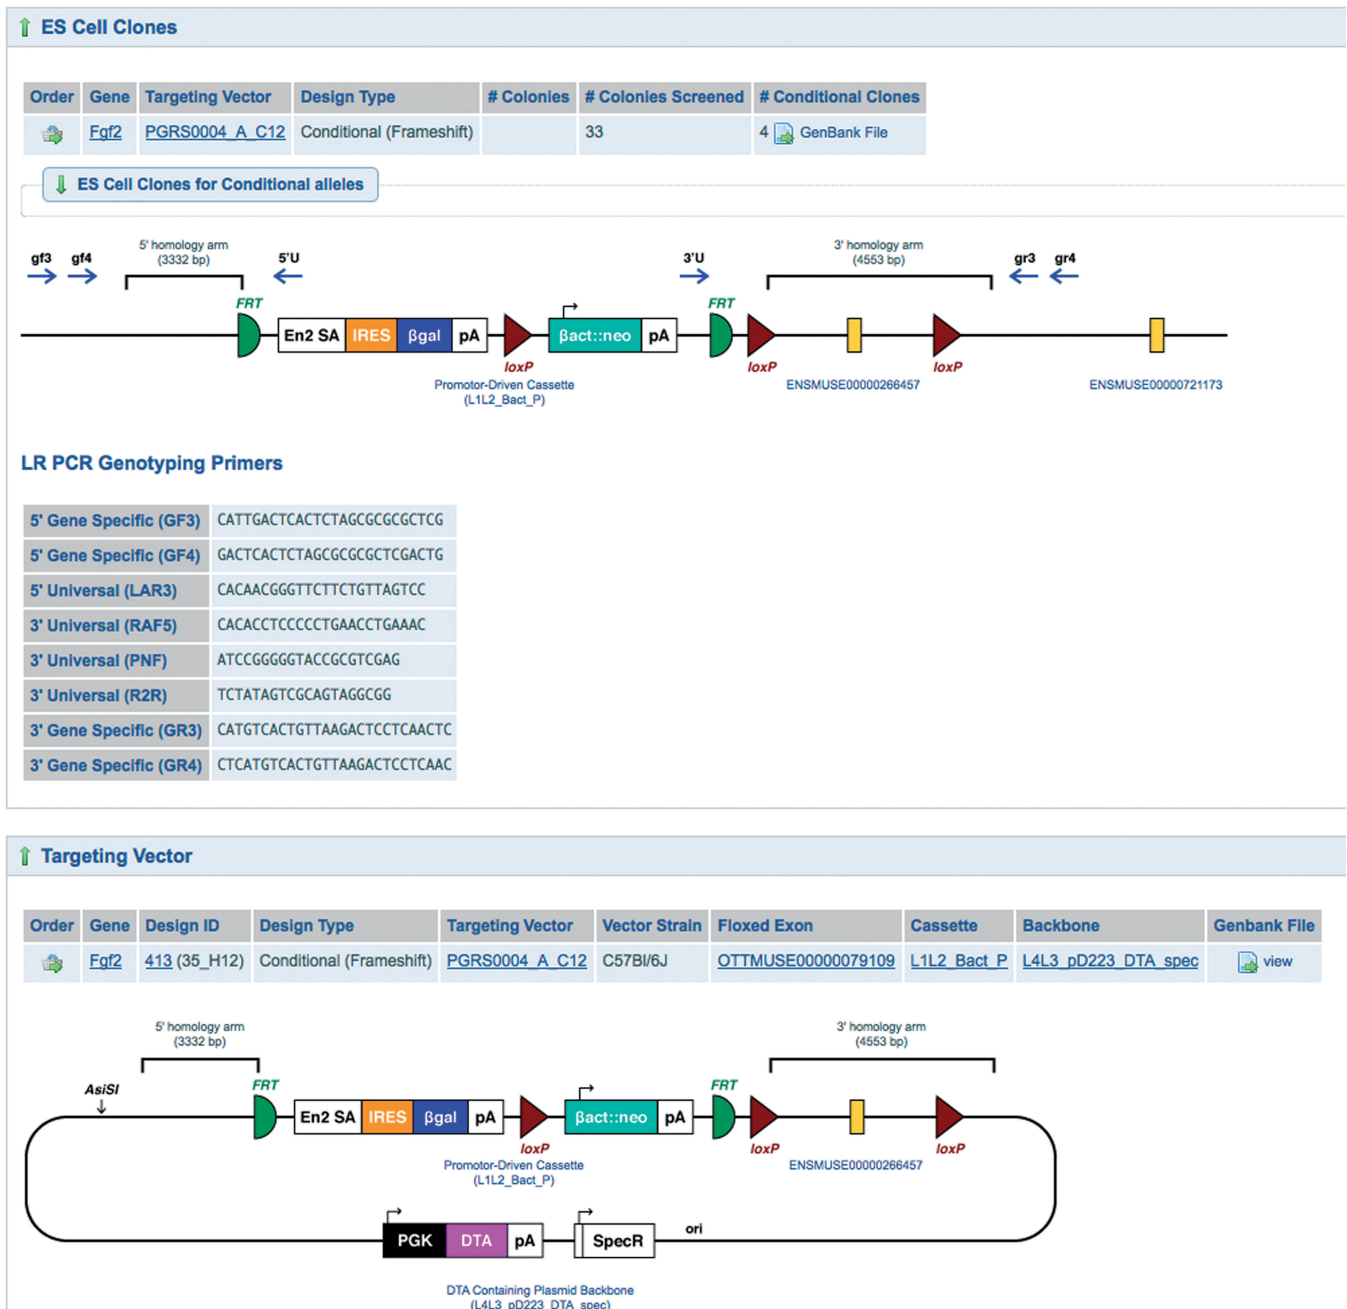 ES Cell Clones
Order Gene Targeting Vector Design Type # Colonies # Colonies Screened # Conditional Clones
Fgf2 PGRS0004_A_C12 Conditional (Frameshift) 33 4 GenBank File
ES Cell Clones for Conditional alleles
5' homology arm
(3332 bp)
3' homology arm
(4553 bp)
gf3 gf4 5'U 3'U gr3 gr4
FRT FRT
En2 SA IRES βgal pA βact::neo pA
loxP loxP loxP
Promotor-Driven Cassette
(L1L2_Bact_P)
ENSMUSE00000266457 ENSMUSE00000721173
LR PCR Genotyping Primers
5' Gene Specific (GF3) CATTGACTCACTCTAGCGCGCGCTCG
5' Gene Specific (GF4) GACTCACTCTAGCGCGCGCTCGACTG
5' Universal (LAR3) CACAACGGGTTCTTCTGTTAGTCC
3' Universal (RAF5) CACACCTCCCCCTGAACCTGAAAC
3' Universal (PNF) ATCCGGGGGTACCGCGTCGAG
3' Universal (R2R) TCTATAGTCGCAGTAGGCGG
3' Gene Specific (GR3) CATGTCACTGTTAAGACTCCTCAACTC
3' Gene Specific (GR4) CTCATGTCACTGTTAAGACTCCTCAAC
Targeting Vector
Order Gene Design ID Design Type Targeting Vector Vector Strain Floxed Exon Cassette Backbone Genbank File
Fgf2 413 (35_H12) Conditional (Frameshift) PGRS0004_A_C12 C57Bl/6J OTTMUSE00000079109 L1L2_Bact_P L4L3_pD223_DTA_spec view
5' homology arm
(3332 bp)
3' homology arm
(4553 bp)
AsiSI
FRT FRT
En2 SA IRES βgal pA βact::neo pA
loxP loxP loxP
Promotor-Driven Cassette
(L1L2_Bact_P)
ENSMUSE00000266457
PGK DTA pA SpecR ori
DTA Containing Plasmid Backbone
(L4L3_pD223_DTA_spec)